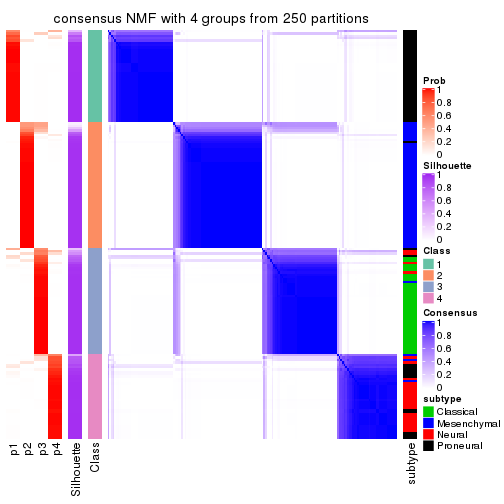 consensus NMF with 4 groups from 250 partitions
Prob
1
0.8
0.6
0.4
0.2
0
Silhouette
1
0.8
0.6
0.4
0.2
0
Class
1
2
3
4
Consensus
1
0.8
0.6
0.4
0.2
0
subtype
Classical
Mesenchymal
Neural
Proneural
p1
p2
p3
p4
Silhouette
Class
subtype